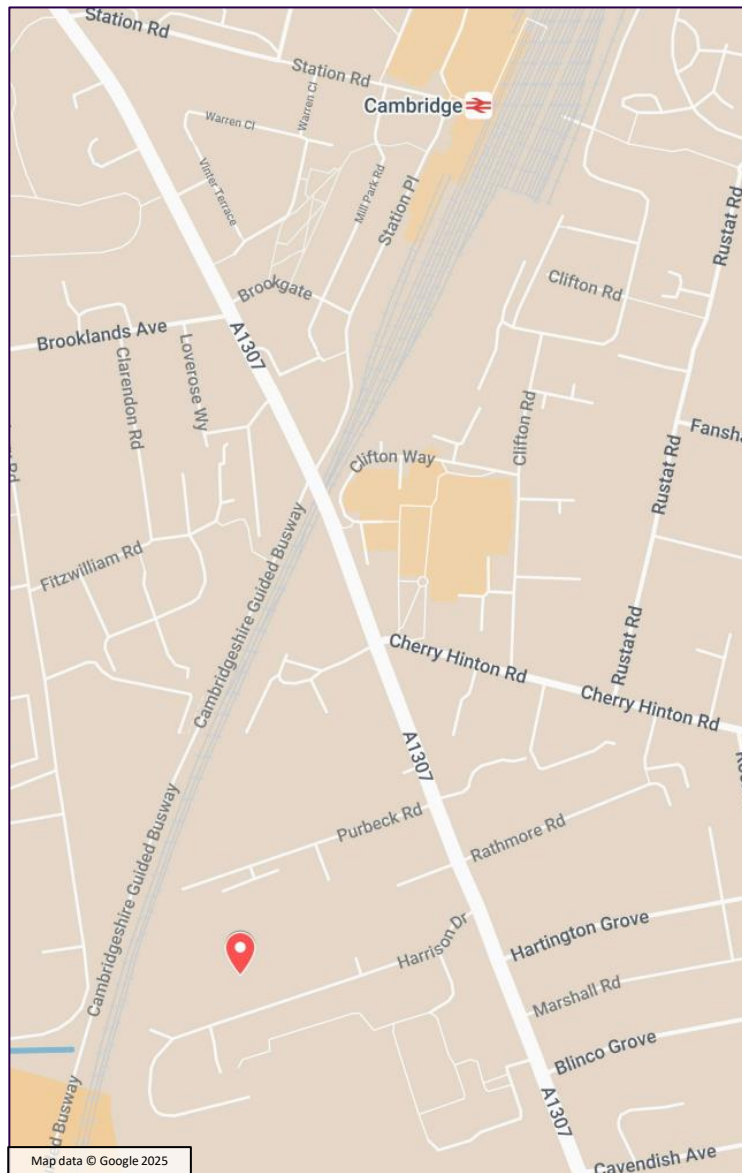 Station Rd
Station Rd
Cambridge
Warren Cl
Warren Cl
Vinter Terrace
Mill Park Rd
Station Pl
Rustat Rd
Clifton Rd
Brookgate
Brooklands Ave
A1307
Clarendon Rd
Loverose Wy
Clifton Rd
Fansha
Rd
Clifton Way
Rustat Rd
Fitzwilliam Rd
Cambridgeshire Guided Busway
Cherry Hinton Rd
Rustat Rd
Cherry Hinton Rd
A1307
Purbeck Rd
Rathmore Rd
Cambridgeshire Guided Busway
Harrison Dr
Hartington Grove
Marshall Rd
Blinco Grove
Busway
A1307
Cavendish Ave
Map data © Google 2025